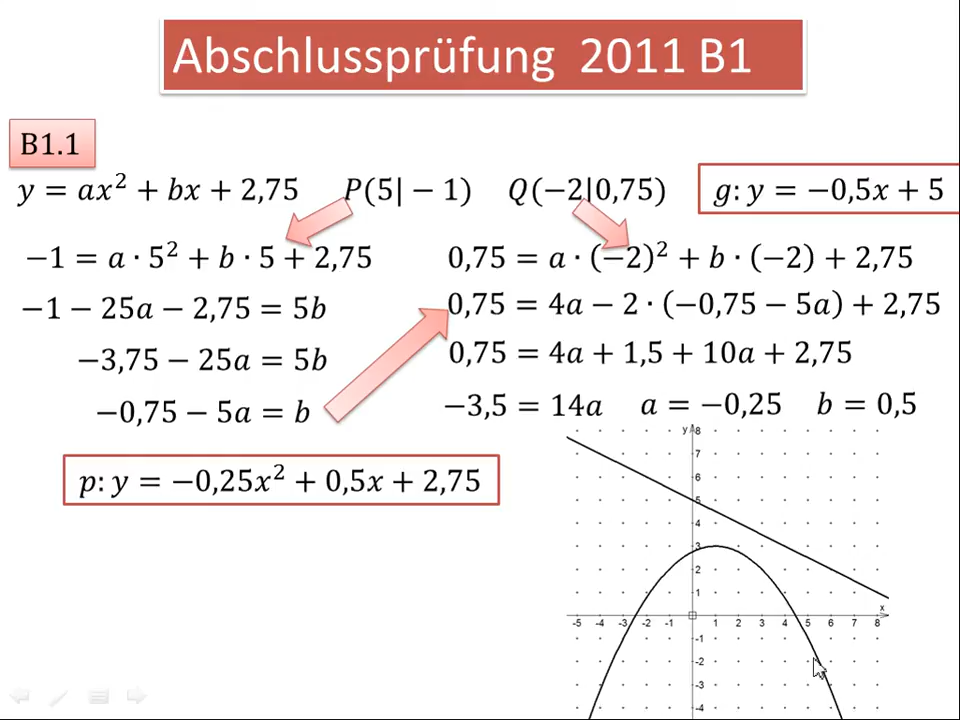 Abschlussprüfung 2011 B1
B1.1
y = ax² + bx + 2,75 P(5| − 1) Q(−2|0,75) g: y = −0,5x + 5
−1 = a · 5² + b · 5 + 2,75
−1 − 25a − 2,75 = 5b
−3,75 − 25a = 5b
−0,75 − 5a = b
0,75 = a · (−2)² + b · (−2) + 2,75
0,75 = 4a − 2 · (−0,75 − 5a) + 2,75
0,75 = 4a + 1,5 + 10a + 2,75
−3,5 = 14a a = −0,25 b = 0,5
p: y = −0,25x² + 0,5x + 2,75
y 8
7
6
5
4
3
2
1
x
-5 -4 -3 -2 -1 1 2 3 4 5 6 7 8
-1
-2
-3
-4